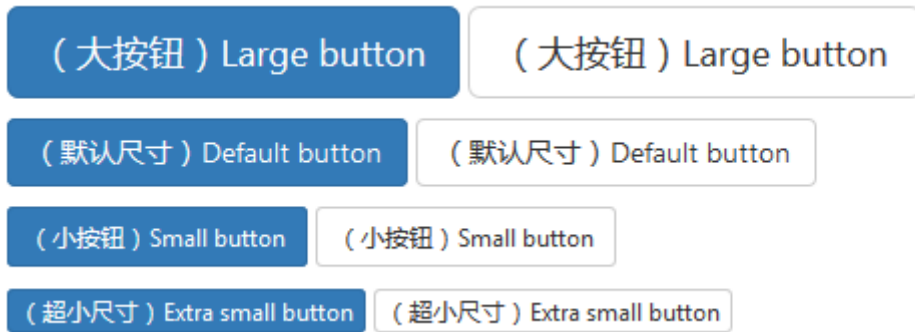 （大按钮）Large button （大按钮）Large button
（默认尺寸）Default button （默认尺寸）Default button
（小按钮）Small button （小按钮）Small button
（超小尺寸）Extra small button （超小尺寸）Extra small button